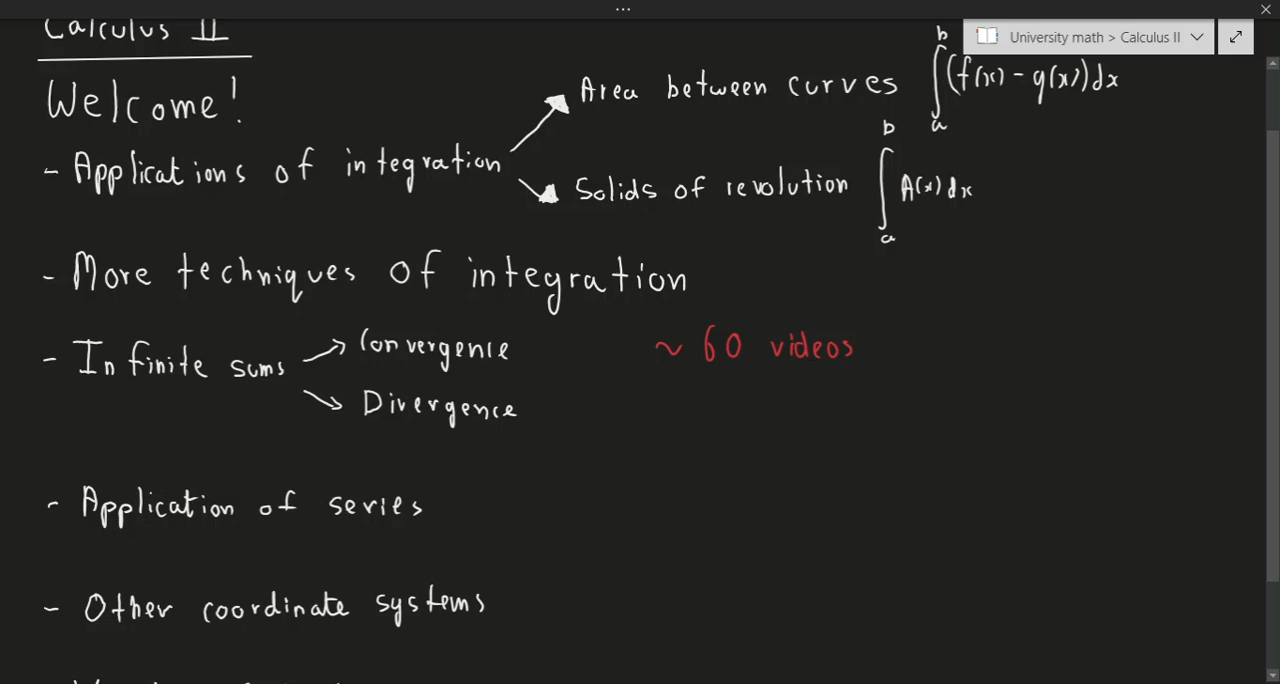 ...
University math > Calculus II
Calculus II
Welcome!
- Applications of integration
Area between curves ∫_a^b (f(x) - g(x))dx
Solids of revolution ∫_a^b A(x)dx
- More techniques of integration
- Infinite sums
Convergence
Divergence
~ 60 videos
- Application of series
- Other coordinate systems